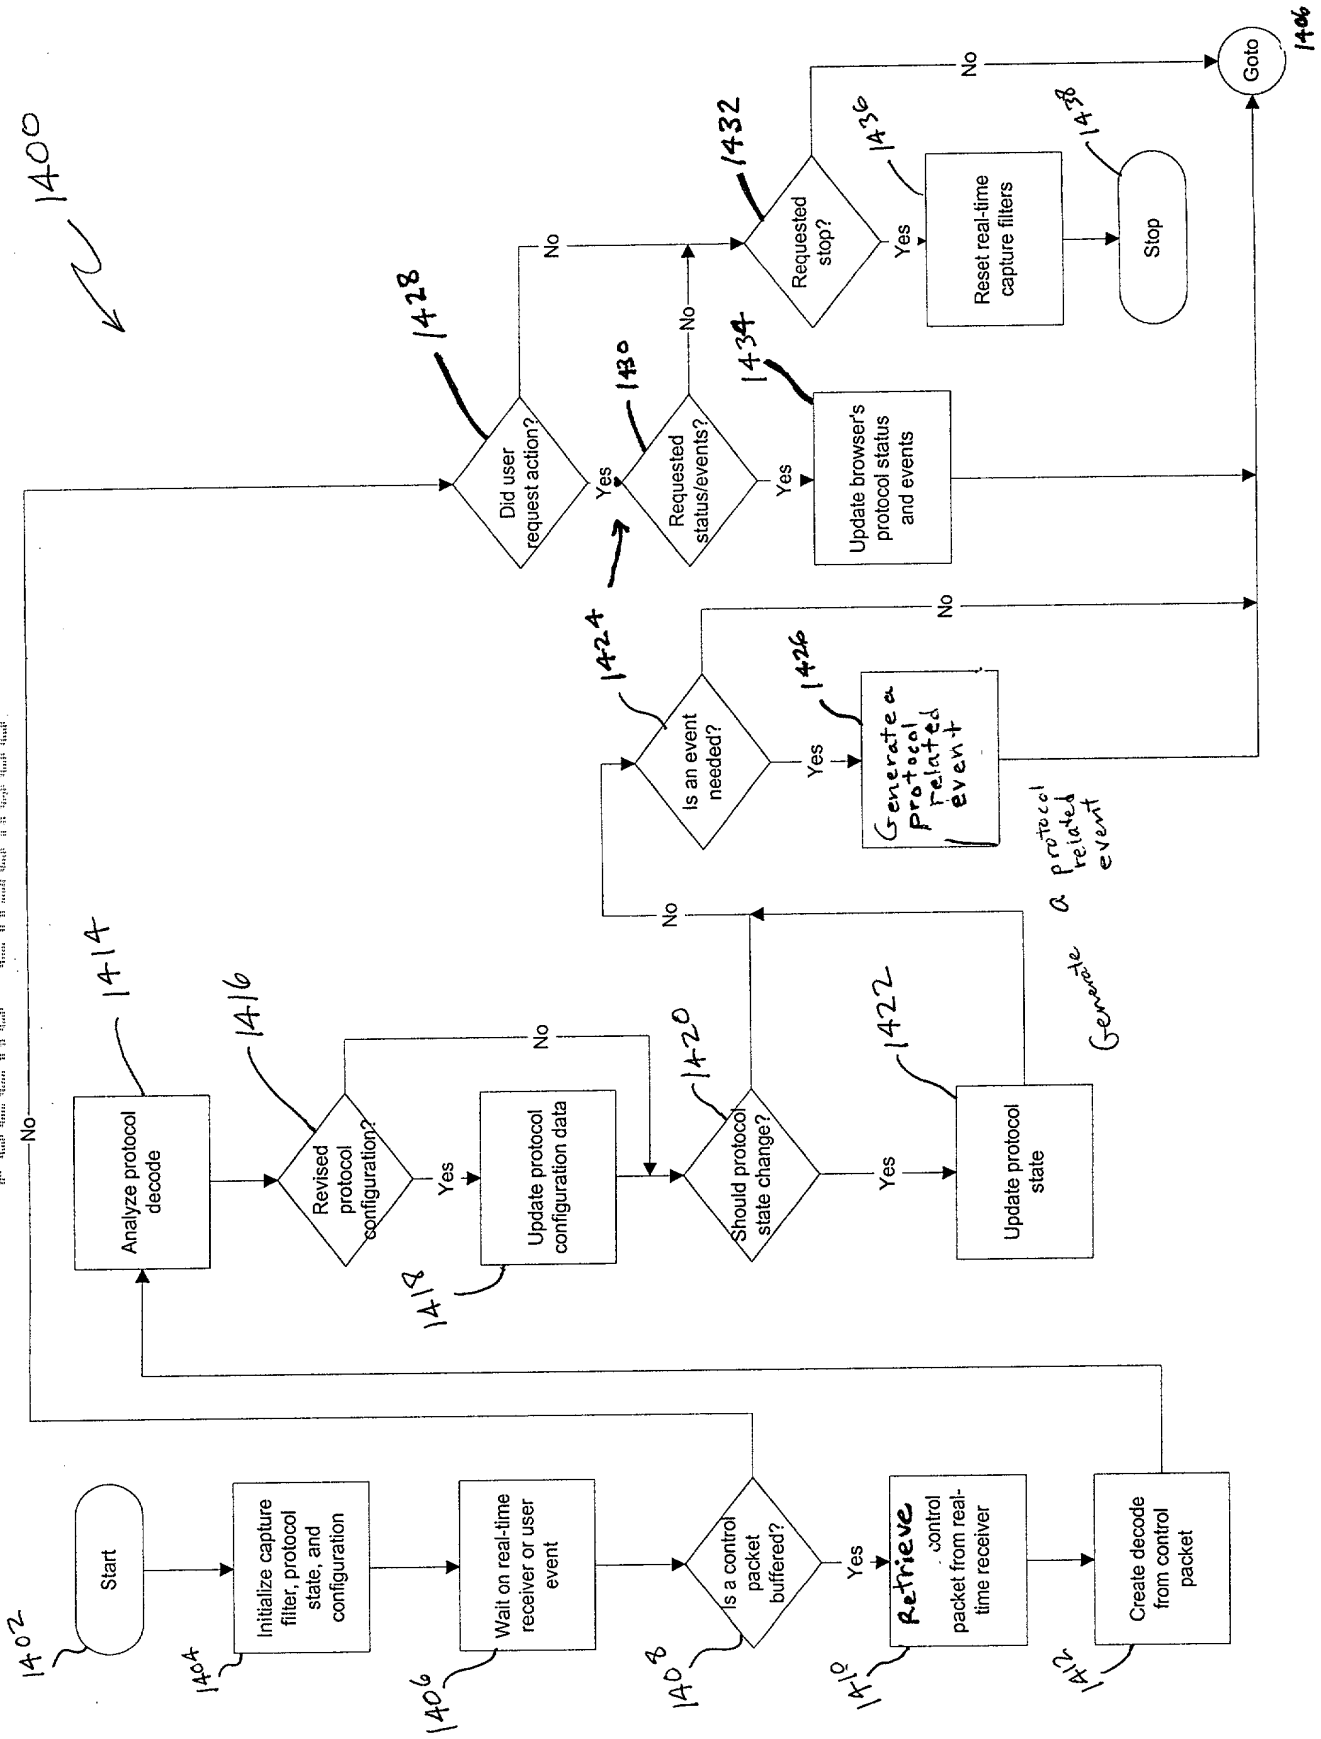 1400
1402
Start
1404
Initialize capture
filter, protocol
state, and
configuration
1406
Wait on real-time
receiver or user
event
1408
Is a control
packet
buffered?
No
Yes
1410
Retrieve
control
packet from real-
time receiver
1412
Create decode
from control
packet
1414
Analyze protocol
decode
1416
Revised
protocol
configuration?
No
Yes
1418
Update protocol
configuration data
1420
Should protocol
state change?
No
Yes
1422
Update protocol
state
1424
Is an event
needed?
No
Yes
1426
Generate a
protocol
related
event
Generate a protocol
related
event
1428
Did user
request action?
No
Yes
1430
Requested
status/events?
No
Yes
1434
Update browser's
protocol status
and events
1432
Requested
stop?
No
Yes
1436
Reset real-time
capture filters
1438
Stop
Goto
1406